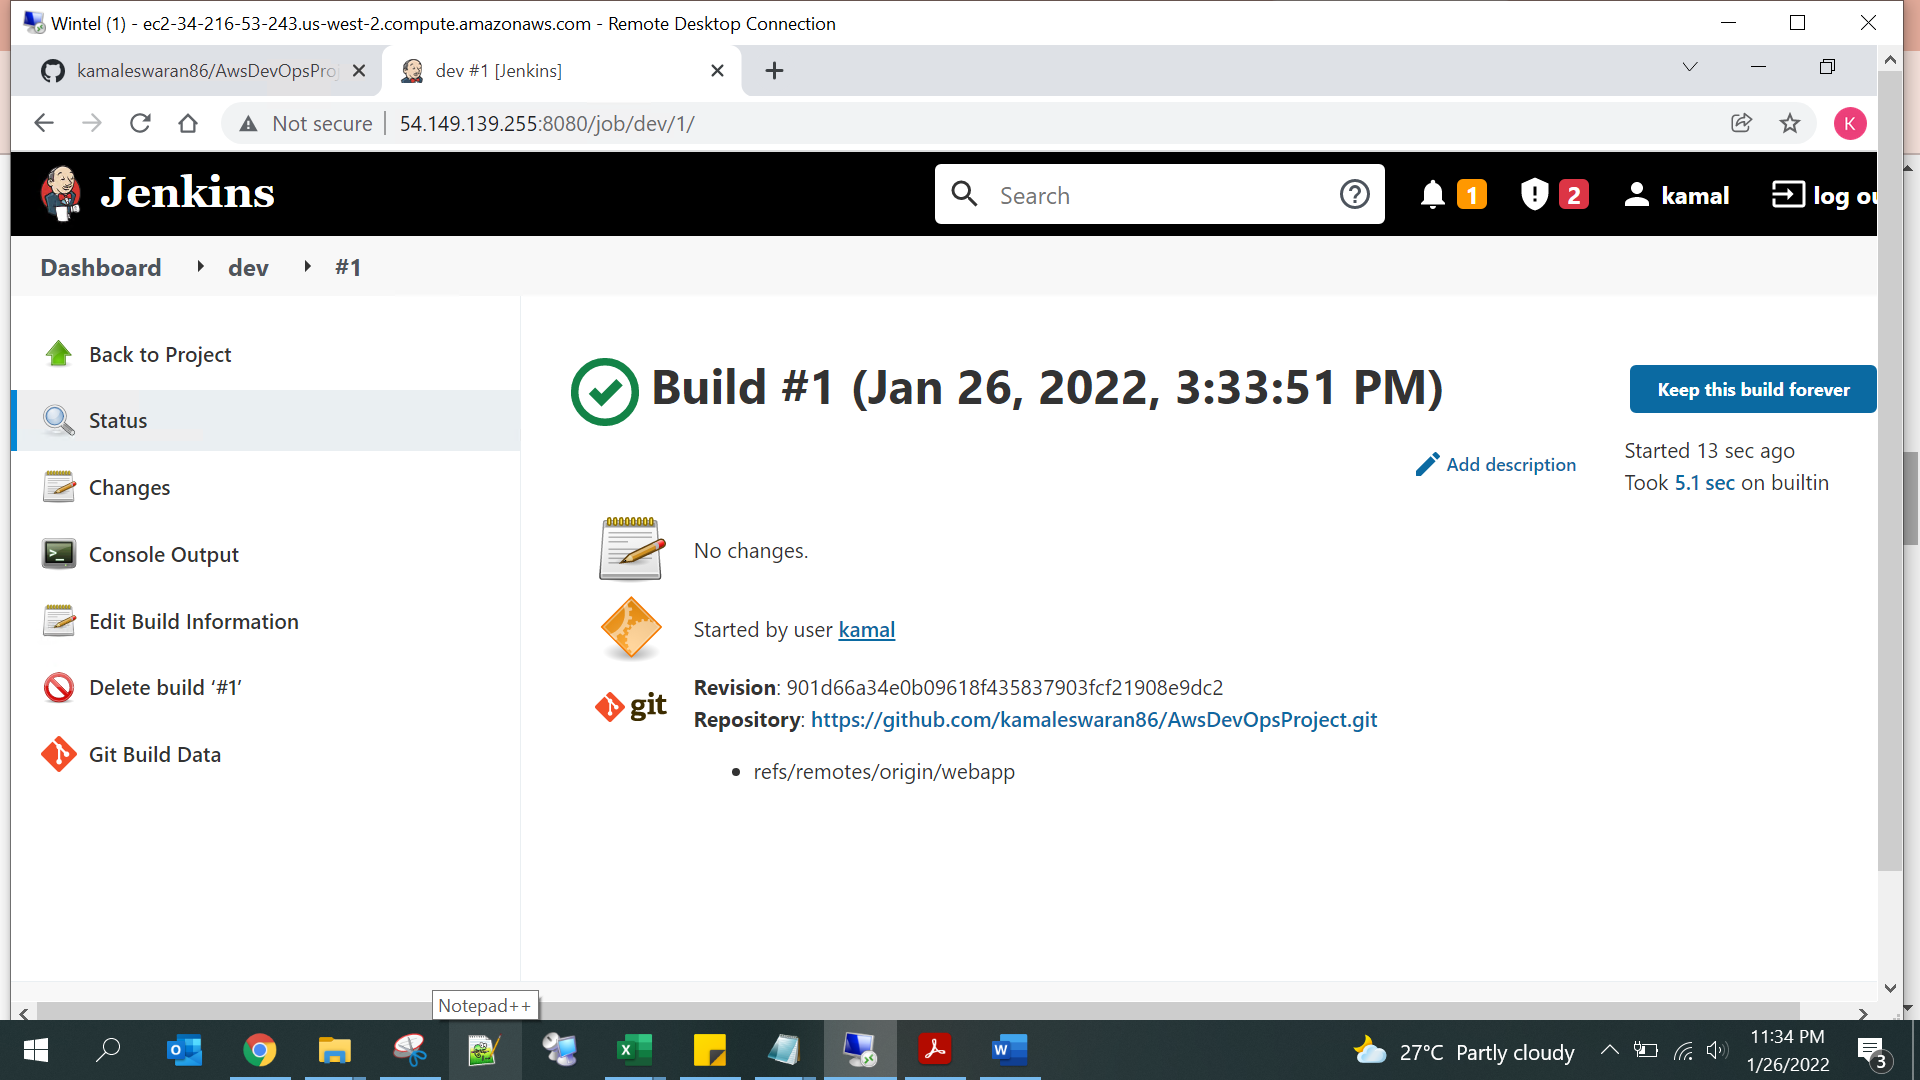 Wintel (1) - ec2-34-216-53-243.us-west-2.compute.amazonaws.com - Remote Desktop Connection
kamaleswaran86/AwsDevOpsProj
dev #1 [Jenkins]
Not secure
54.149.139.255:8080/job/dev/1/
K
Jenkins
Search
1
2
kamal
log ou
Dashboard
dev
#1
Back to Project
Status
Changes
Console Output
Edit Build Information
Delete build ‘#1’
Git Build Data
Build #1 (Jan 26, 2022, 3:33:51 PM)
Keep this build forever
Add description
Started 13 sec ago
Took 5.1 sec on builtin
No changes.
Started by user kamal
git
Revision: 901d66a34e0b09618f435837903fcf21908e9dc2
Repository: https://github.com/kamaleswaran86/AwsDevOpsProject.git
refs/remotes/origin/webapp
Notepad++
27°C Partly cloudy
11:34 PM
1/26/2022
3